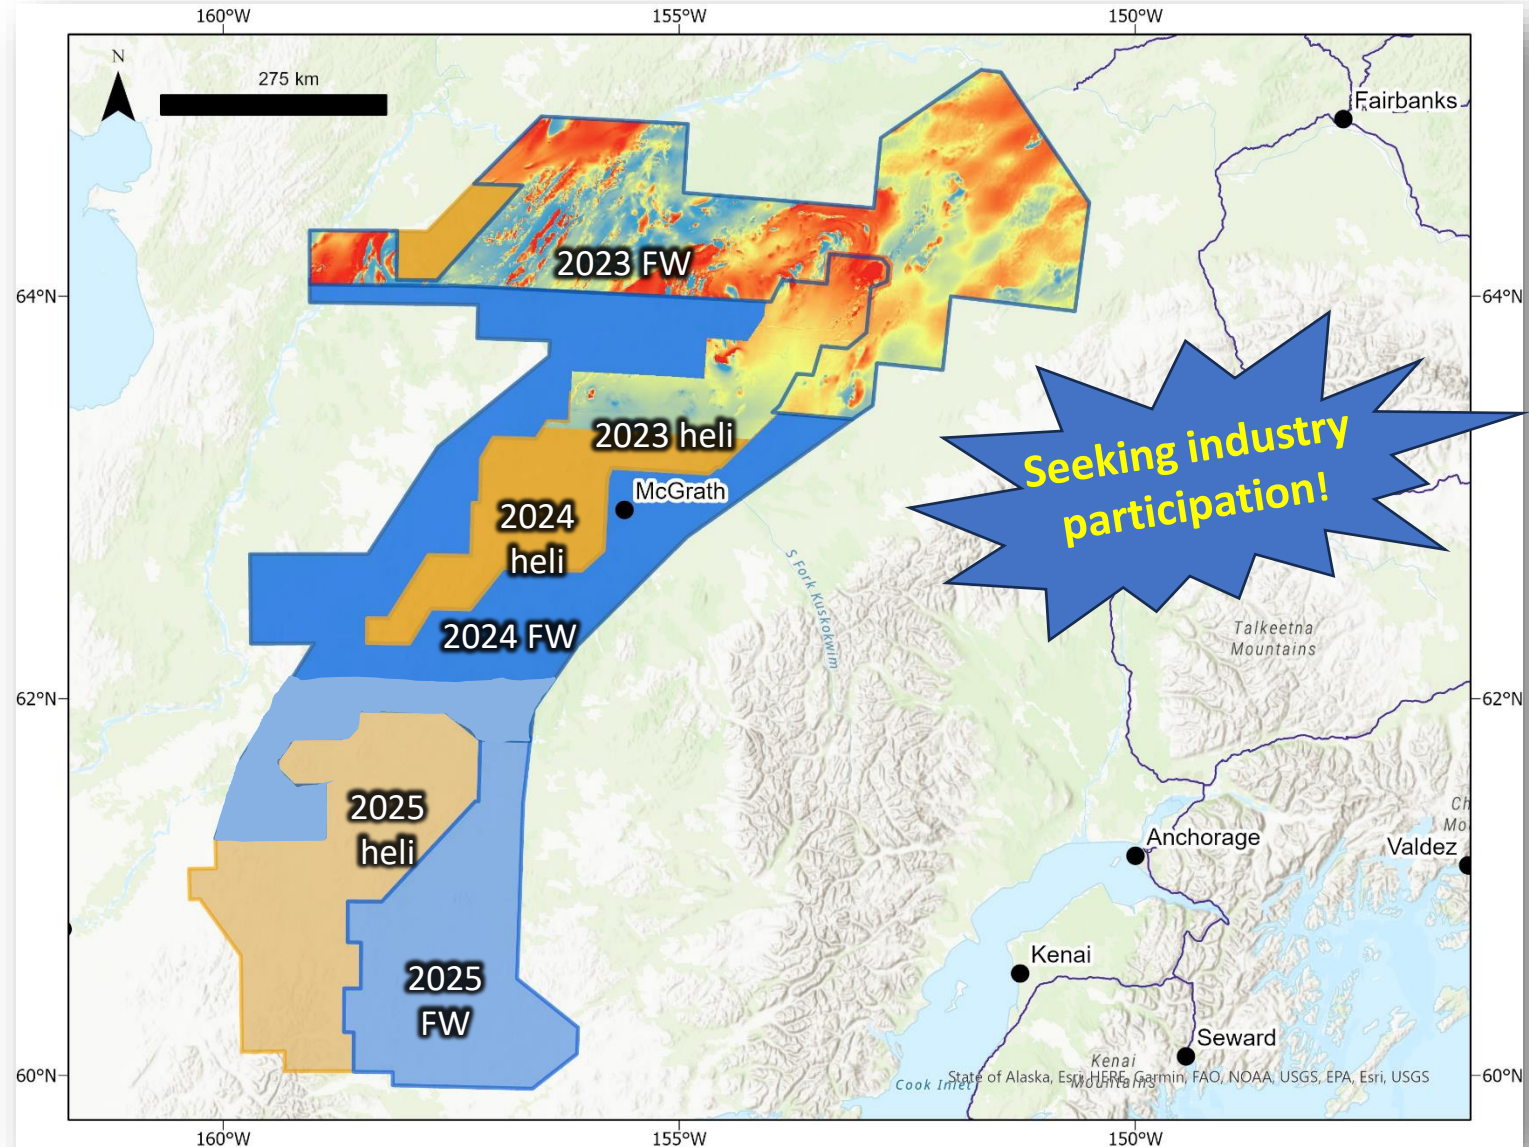 160°W
155°W
150°W
N
275 km
Fairbanks
2023 FW
64°N
64°N
Seeking industry
participation!
2023 heli
McGrath
2024
heli
S Fork Kuskokwim
2024 FW
Talkeetna
Mountains
62°N
62°N
2025
heli
Ch
Mo
Anchorage
Valdez
Kenai
2025
FW
Seward
Kenai
Mountains
Cook Inlet
State of Alaska, Esri, HERE, Garmin, FAO, NOAA, USGS, EPA, Esri, USGS
60°N
60°N
160°W
155°W
150°W